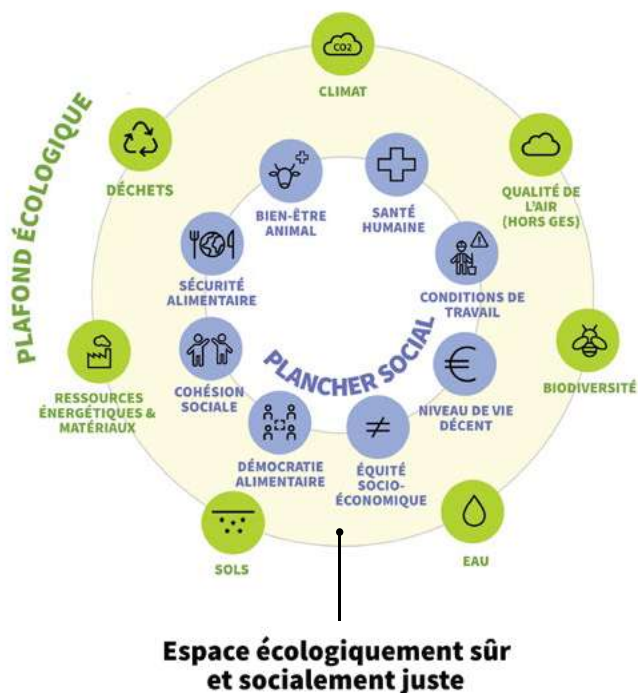 PLAFOND ÉCOLOGIQUE
CO2
CLIMAT
DÉCHETS
QUALITÉ DE
L'AIR
(HORS GES)
BIEN-ÊTRE
ANIMAL
SANTÉ
HUMAINE
SÉCURITÉ
ALIMENTAIRE
CONDITIONS DE
TRAVAIL
PLANCHER SOCIAL
RESSOURCES
ÉNERGÉTIQUES &
MATÉRIAUX
COHÉSION
SOCIALE
NIVEAU DE VIE
DÉCENT
BIODIVERSITÉ
DÉMOCRATIE
ALIMENTAIRE
ÉQUITÉ
SOCIO-
ÉCONOMIQUE
SOLS
EAU
Espace écologiquement sûr
et socialement juste